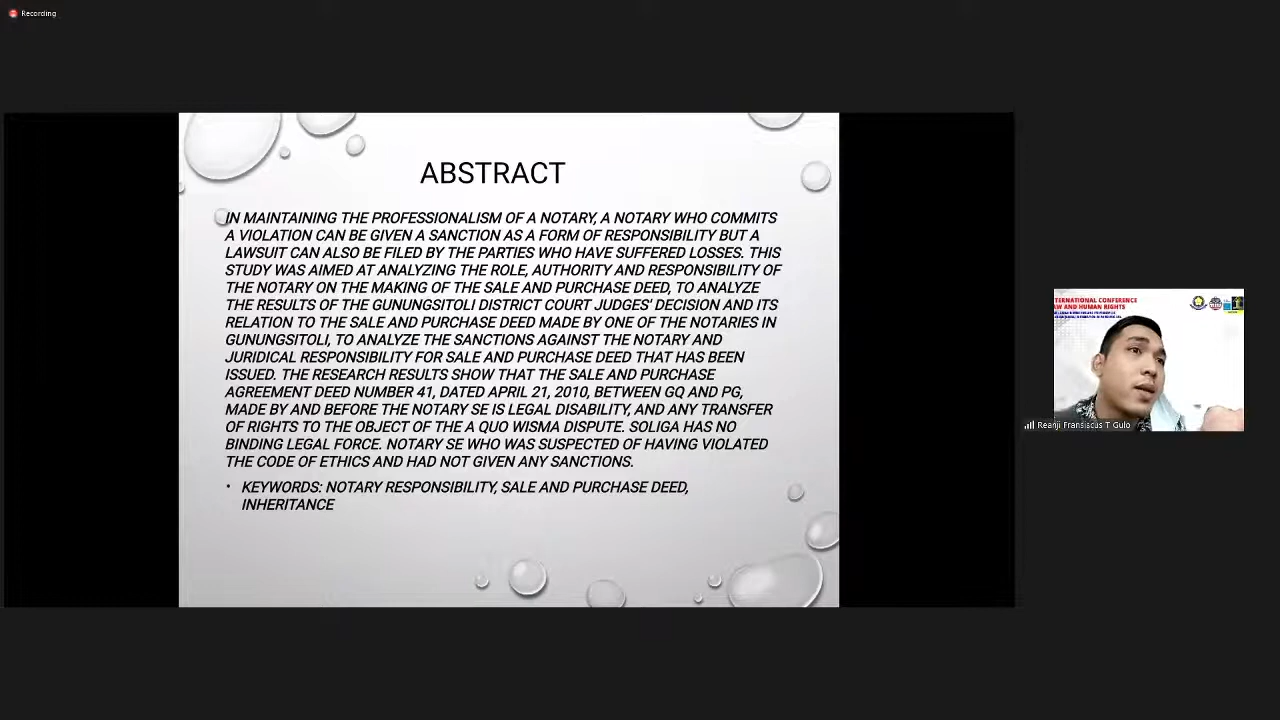 Recording
ABSTRACT
IN MAINTAINING THE PROFESSIONALISM OF A NOTARY, A NOTARY WHO COMMITS
A VIOLATION CAN BE GIVEN A SANCTION AS A FORM OF RESPONSIBILITY BUT A
LAWSUIT CAN ALSO BE FILED BY THE PARTIES WHO HAVE SUFFERED LOSSES. THIS
STUDY WAS AIMED AT ANALYZING THE ROLE, AUTHORITY AND RESPONSIBILITY OF
THE NOTARY ON THE MAKING OF THE SALE AND PURCHASE DEED, TO ANALYZE
THE RESULTS OF THE GUNUNGSITOLI DISTRICT COURT JUDGES' DECISION AND ITS
RELATION TO THE SALE AND PURCHASE DEED MADE BY ONE OF THE NOTARIES IN
GUNUNGSITOLI, TO ANALYZE THE SANCTIONS AGAINST THE NOTARY AND
JURIDICAL RESPONSIBILITY FOR SALE AND PURCHASE DEED THAT HAS BEEN
ISSUED. THE RESEARCH RESULTS SHOW THAT THE SALE AND PURCHASE
AGREEMENT DEED NUMBER 41, DATED APRIL 21, 2010, BETWEEN GQ AND PG,
MADE BY AND BEFORE THE NOTARY SE IS LEGAL DISABILITY, AND ANY TRANSFER
OF RIGHTS TO THE OBJECT OF THE A QUO WISMA DISPUTE. SOLIGA HAS NO
BINDING LEGAL FORCE. NOTARY SE WHO WAS SUSPECTED OF HAVING VIOLATED
THE CODE OF ETHICS AND HAD NOT GIVEN ANY SANCTIONS.
• KEYWORDS: NOTARY RESPONSIBILITY, SALE AND PURCHASE DEED,
INHERITANCE
TERNATIONAL CONFERENCE
AW AND HUMAN RIGHTS
Reanji Fransiscus T Gulo